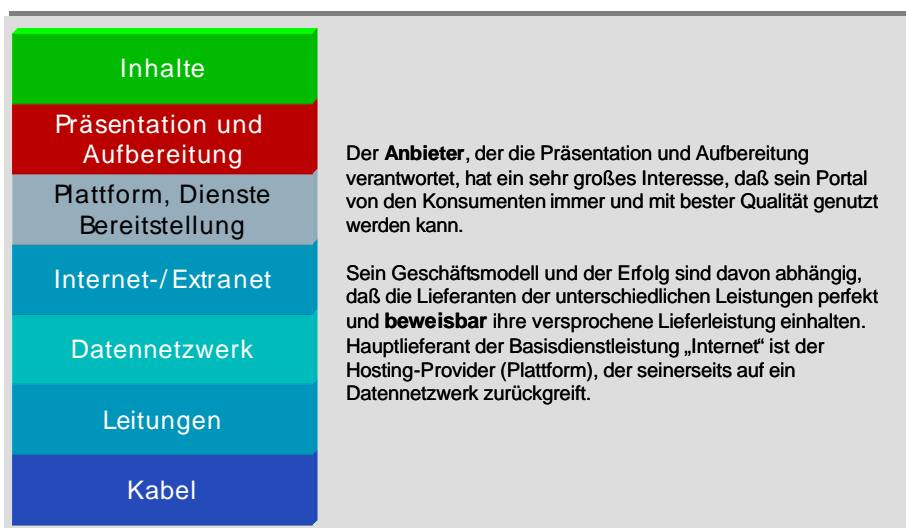 Inhalte
Präsentation und
Aufbereitung
Plattform, Dienste
Bereitstellung
Internet-/Extranet
Datennetzwerk
Leitungen
Kabel
Der Anbieter, der die Präsentation und Aufbereitung
verantwortet, hat ein sehr großes Interesse, daß sein Portal
von den Konsumenten immer und mit bester Qualität genutzt
werden kann.
Sein Geschäftsmodell und der Erfolg sind davon abhängig,
daß die Lieferanten der unterschiedlichen Leistungen perfekt
und beweisbar ihre versprochene Lieferleistung einhalten.
Hauptlieferant der Basisdienstleistung „Internet“ ist der
Hosting-Provider (Plattform), der seinerseits auf ein
Datennetzwerk zurückgreift.